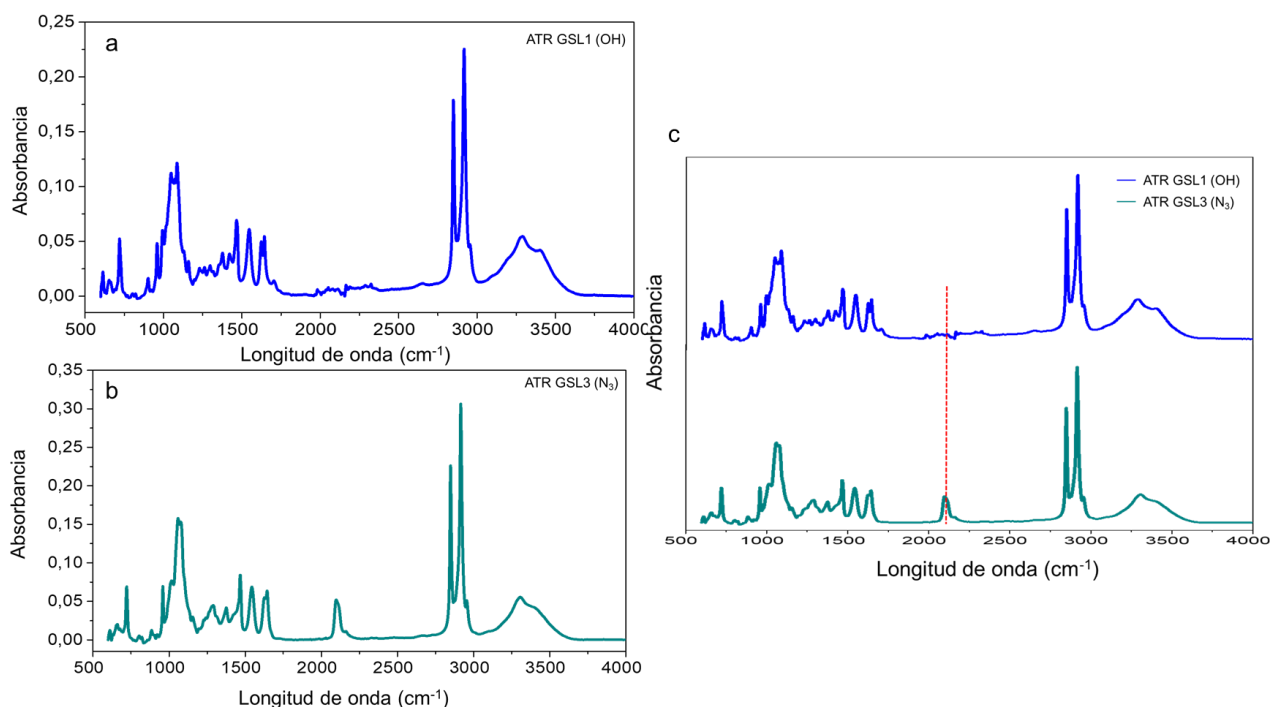 a
ATR GSL1 (OH)
Absorbancia
0,25
0,20
0,15
0,10
0,05
0,00
500 1000 1500 2000 2500 3000 3500 4000
Longitud de onda (cm⁻¹)
b
ATR GSL3 (N₃)
Absorbancia
0,35
0,30
0,25
0,20
0,15
0,10
0,05
0,00
500 1000 1500 2000 2500 3000 3500 4000
Longitud de onda (cm⁻¹)
c
ATR GSL1 (OH)
ATR GSL3 (N₃)
Absorbancia
500 1000 1500 2000 2500 3000 3500 4000
Longitud de onda (cm⁻¹)